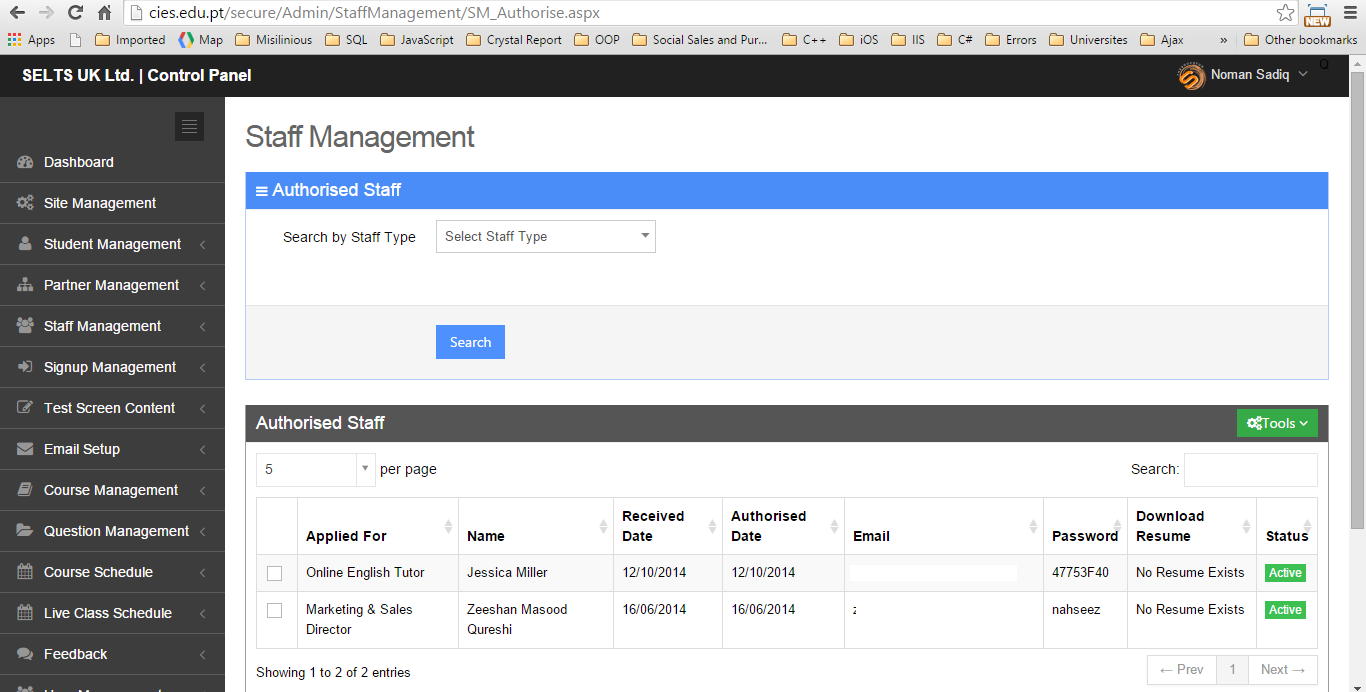 cies.edu.pt/secure/Admin/StaffManagement/SM_Authorise.aspx
NEW
Apps Imported Map Misilinious SQL JavaScript Crystal Report OOP Social Sales and Pur... C++ iOS IIS C# Errors Universites Ajax » Other bookmarks
SELTS UK Ltd. | Control Panel
Noman Sadiq
Q
Staff Management
Dashboard
Site Management
Student Management
Partner Management
Staff Management
Signup Management
Test Screen Content
Email Setup
Course Management
Question Management
Course Schedule
Live Class Schedule
Feedback
Authorised Staff
Search by Staff Type Select Staff Type
Search
Authorised Staff
Tools
5 per page
Search:
Applied For Name Received Date Authorised Date Email Password Download Resume Status
Online English Tutor Jessica Miller 12/10/2014 12/10/2014 47753F40 No Resume Exists Active
Marketing & Sales Director Zeeshan Masood Qureshi 16/06/2014 16/06/2014 z nahseez No Resume Exists Active
Showing 1 to 2 of 2 entries
← Prev 1 Next →